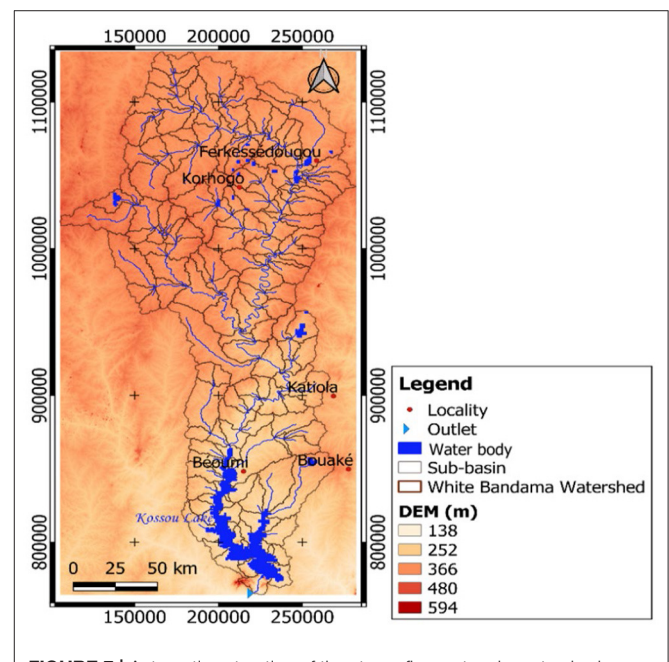 150000 200000 250000
1100000
1100000
Ferkessédougou
Korhogo
1000000
1000000
900000
900000
Katiola
Béoumi
Bouaké
Kossou Lake
800000
800000
0 25 50 km
150000 200000 250000
Legend
Locality
Outlet
Water body
Sub-basin
White Bandama Watershed
DEM (m)
138
252
366
480
594